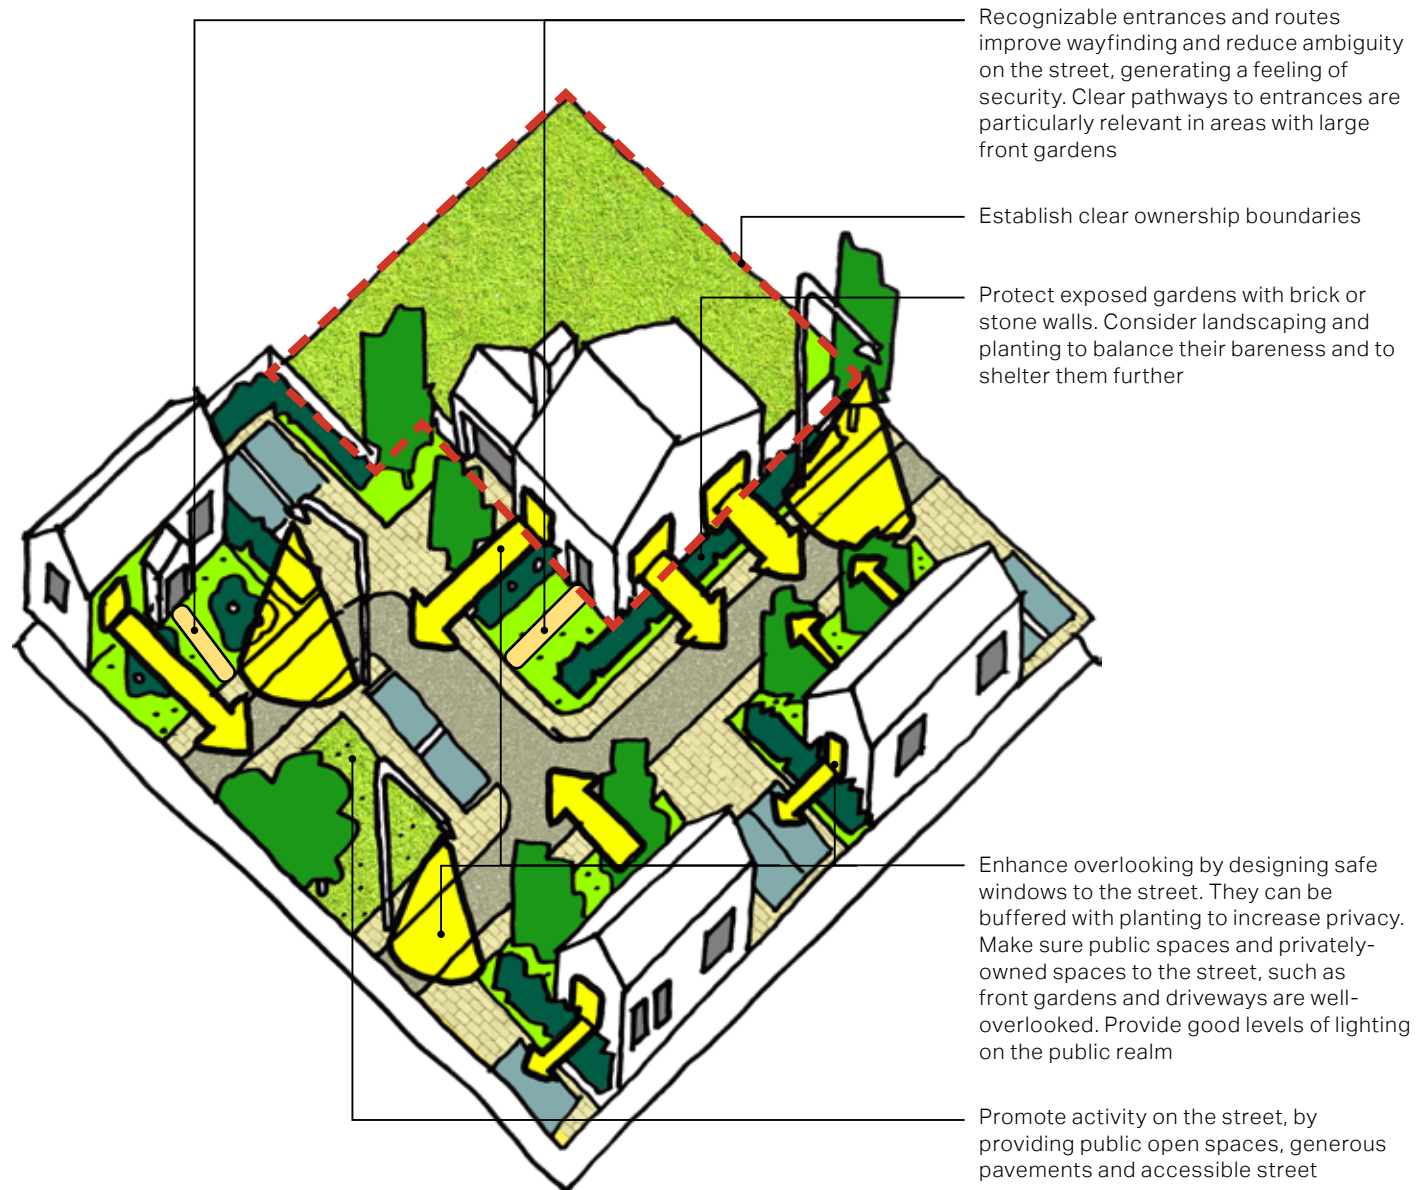 Recognizable entrances and routes
improve wayfinding and reduce ambiguity
on the street, generating a feeling of
security. Clear pathways to entrances are
particularly relevant in areas with large
front gardens
Establish clear ownership boundaries
Protect exposed gardens with brick or
stone walls. Consider landscaping and
planting to balance their bareness and to
shelter them further
Enhance overlooking by designing safe
windows to the street. They can be
buffered with planting to increase privacy.
Make sure public spaces and privately-
owned spaces to the street, such as
front gardens and driveways are well-
overlooked. Provide good levels of lighting
on the public realm
Promote activity on the street, by
providing public open spaces, generous
pavements and accessible street